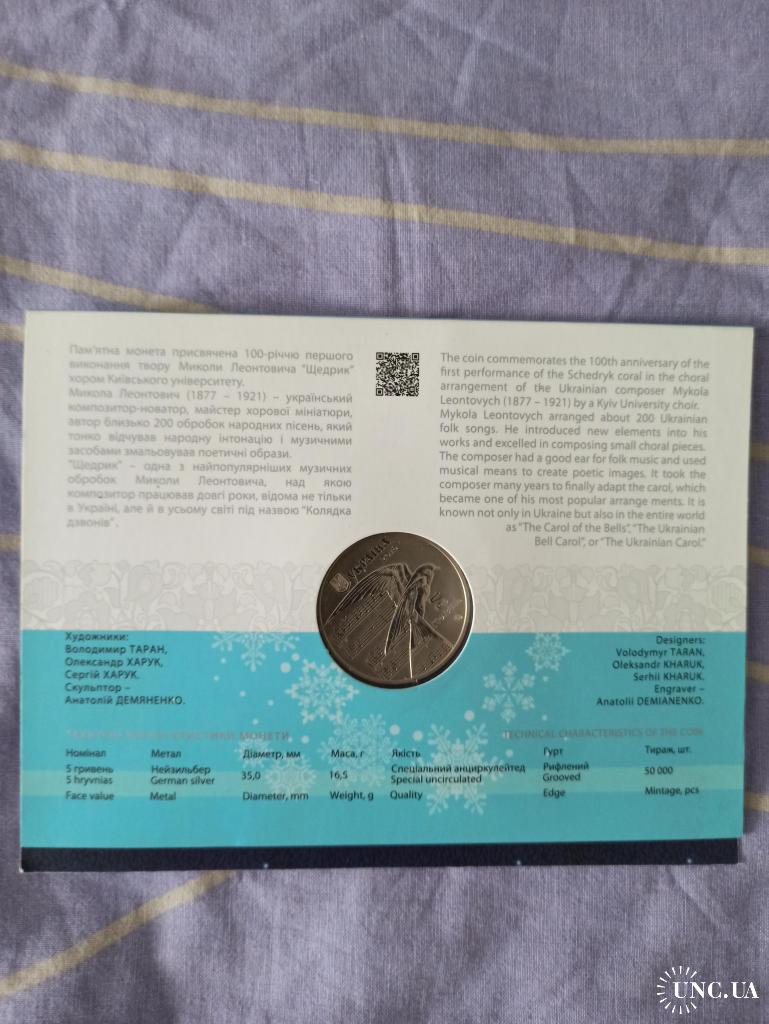 Пам'ятна монета присвячена 100-річчю першого
виконання твору Миколи Леонтовича "Щедрик"
хором Київського університету.
Микола Леонтович (1877 – 1921) – український
композитор-новатор, майстер хорової мініатюри,
автор близько 200 обробок народних пісень, який
тонко відчував народну інтонацію і музичними
засобами змальовував поетичні образи.
"Щедрик" – одна з найпопулярніших музичних
обробок Миколи Леонтовича, над якою
композитор працював довгі роки, відома не тільки
в Україні, але й в усьому світі під назвою "Колядка
дзвонів".
The coin commemorates the 100th anniversary of the
first performance of the Schedryk coral in the choral
arrangement of the Ukrainian composer Mykola
Leontovych (1877 – 1921) by a Kyiv University choir.
Mykola Leontovych arranged about 200 Ukrainian
folk songs. He introduced new elements into his
works and excelled in composing small choral pieces.
The composer had a good ear for folk music and used
musical means to create poetic images. It took the
composer many years to finally adapt the carol, which
became one of his most popular arrange ments. It is
known not only in Ukraine but also in the entire world
as "The Carol of the Bells", "The Ukrainian
Bell Carol", or "The Ukrainian Carol."
УКРАЇНА
Художники:
Володимир ТАРАН,
Олександр ХАРУК,
Сергій ХАРУК.
Скульптор –
Анатолій ДЕМЯНЕНКО.
Designers:
Volodymyr TARAN,
Oleksandr KHARUK,
Serhii KHARUK.
Engraver –
Anatolii DEMIANENKO.
МОНЕТИ
TECHNICAL CHARACTERISTICS OF THE COIN
Номінал Метал Діаметр, мм Маса, г Якість Гурт Тираж, шт.
5 гривень Нейзильбер 35,0 16,5 Спеціальний анциркулейтед Рифлений 50 000
5 hryvnias German silver Special uncirculated Grooved
Face value Metal Diameter, mm Weight, g Quality Edge Mintage, pcs
UNC.UA